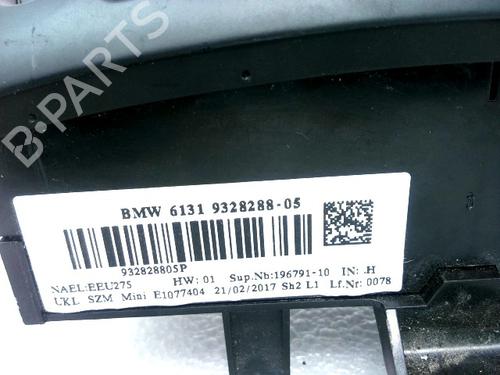 B-PARTS
BMW 6131 9328288-05
932828805P
NAEL:EEU275 HW: 01 Sup.Nb:196791-10 IN: .H
UKL SZM Mini E1077404 21/02/2017 Sh2 L1 Lf.Nr: 0078